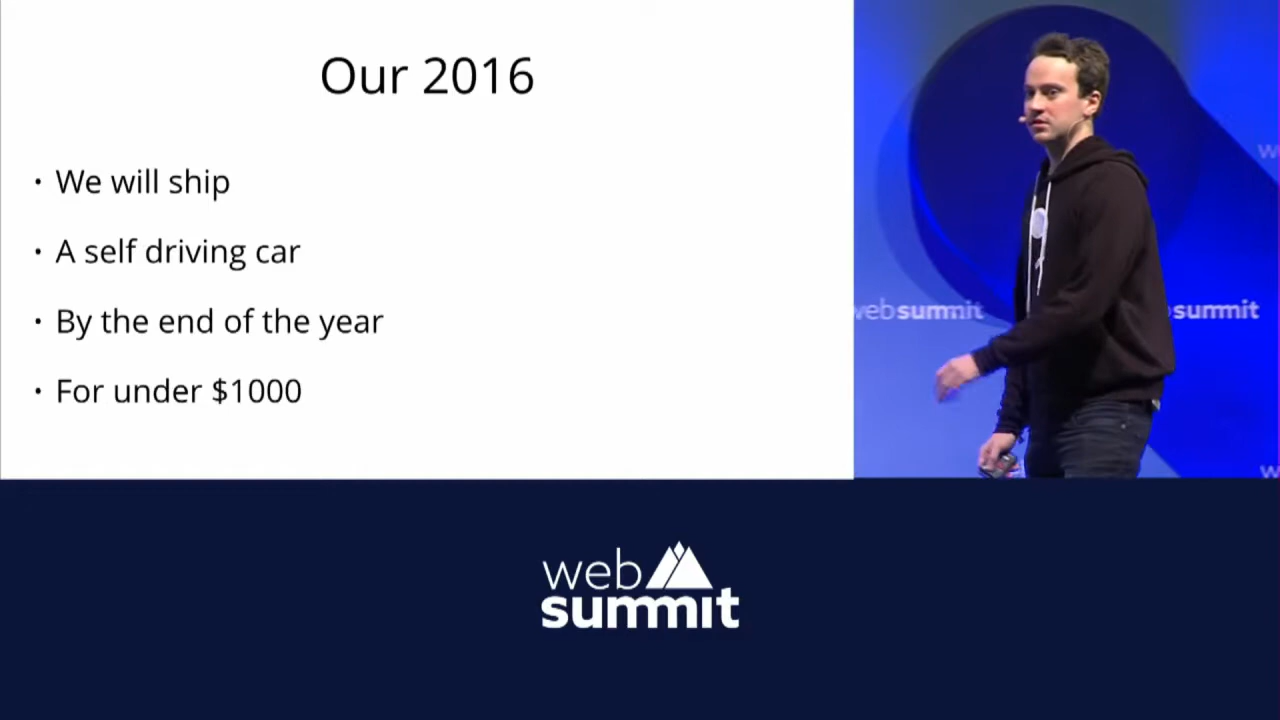 Our 2016
• We will ship
• A self driving car
• By the end of the year
• For under $1000
websummit
summit
w
w
web
summit